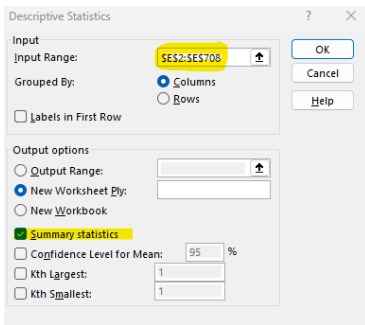 Descriptive Statistics ? ×
Input
Input Range: $E$2:$E$708 OK
Grouped By: Columns Cancel
Rows Help
Labels in First Row
Output options
Output Range:
New Worksheet Ply:
New Workbook
Summary statistics
Confidence Level for Mean: 95 %
Kth Largest: 1
Kth Smallest: 1